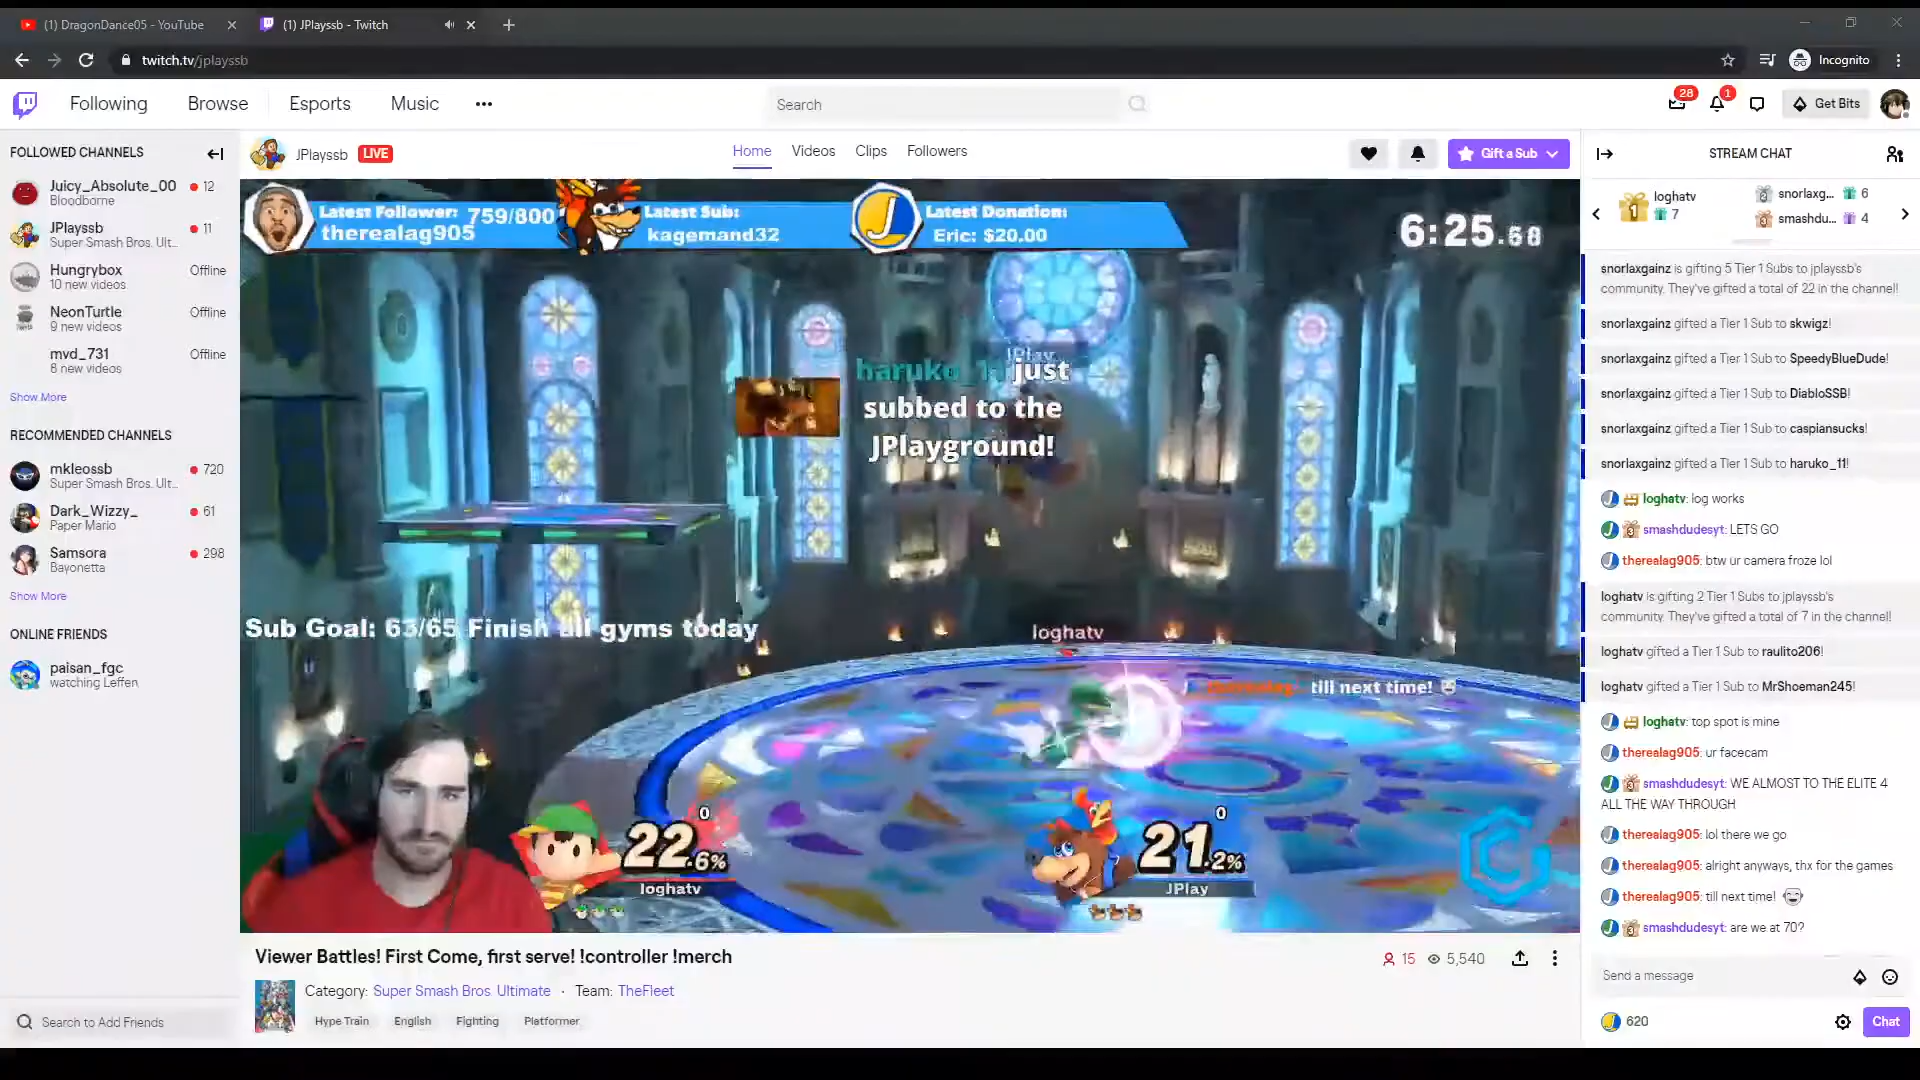 (1) DragonDance05 - YouTube
(1) JPlayssb - Twitch
twitch.tv/jplayssb
Incognito
Following
Browse
Esports
Music
Search
28
1
Get Bits
FOLLOWED CHANNELS
Juicy_Absolute_00
12
Bloodborne
JPlayssb
11
Super Smash Bros. Ult...
Hungrybox
Offline
10 new videos
NeonTurtle
Offline
9 new videos
mvd_731
Offline
8 new videos
Show More
RECOMMENDED CHANNELS
mkleossb
720
Super Smash Bros. Ult...
Dark_Wizzy_
61
Paper Mario
Samsora
298
Bayonetta
Show More
ONLINE FRIENDS
paisan_fgc
watching Leffen
Search to Add Friends
JPlayssb
LIVE
Home
Videos
Clips
Followers
Gift a Sub
Latest Follower: 759/800
therealag905
Latest Sub:
kagemand32
Latest Donation:
Eric: $20.00
6:25.68
JPlay
haruko_11 just
subbed to the
JPlayground!
Sub Goal: 63/65 Finish all gyms today
loghatv
till next time!
0
22.6%
loghatv
0
21.2%
JPlay
Viewer Battles! First Come, first serve! !controller !merch
15
5,540
Category: Super Smash Bros. Ultimate · Team: TheFleet
Hype Train
English
Fighting
Platformer
STREAM CHAT
1
loghatv
7
2
snorlaxg...
6
3
smashdu...
4
snorlaxgainz is gifting 5 Tier 1 Subs to jplayssb's
community. They've gifted a total of 22 in the channel!
snorlaxgainz gifted a Tier 1 Sub to skwigz!
snorlaxgainz gifted a Tier 1 Sub to SpeedyBlueDude!
snorlaxgainz gifted a Tier 1 Sub to DiabloSSB!
snorlaxgainz gifted a Tier 1 Sub to caspiansucks!
snorlaxgainz gifted a Tier 1 Sub to haruko_11!
loghatv: log works
smashdudesyt: LETS GO
therealag905: btw ur camera froze lol
loghatv is gifting 2 Tier 1 Subs to jplayssb's
community. They've gifted a total of 7 in the channel!
loghatv gifted a Tier 1 Sub to raulito206!
loghatv gifted a Tier 1 Sub to MrShoeman245!
loghatv: top spot is mine
therealag905: ur facecam
smashdudesyt: WE ALMOST TO THE ELITE 4
ALL THE WAY THROUGH
therealag905: lol there we go
therealag905: alright anyways, thx for the games
therealag905: till next time!
smashdudesyt: are we at 70?
Send a message
620
Chat